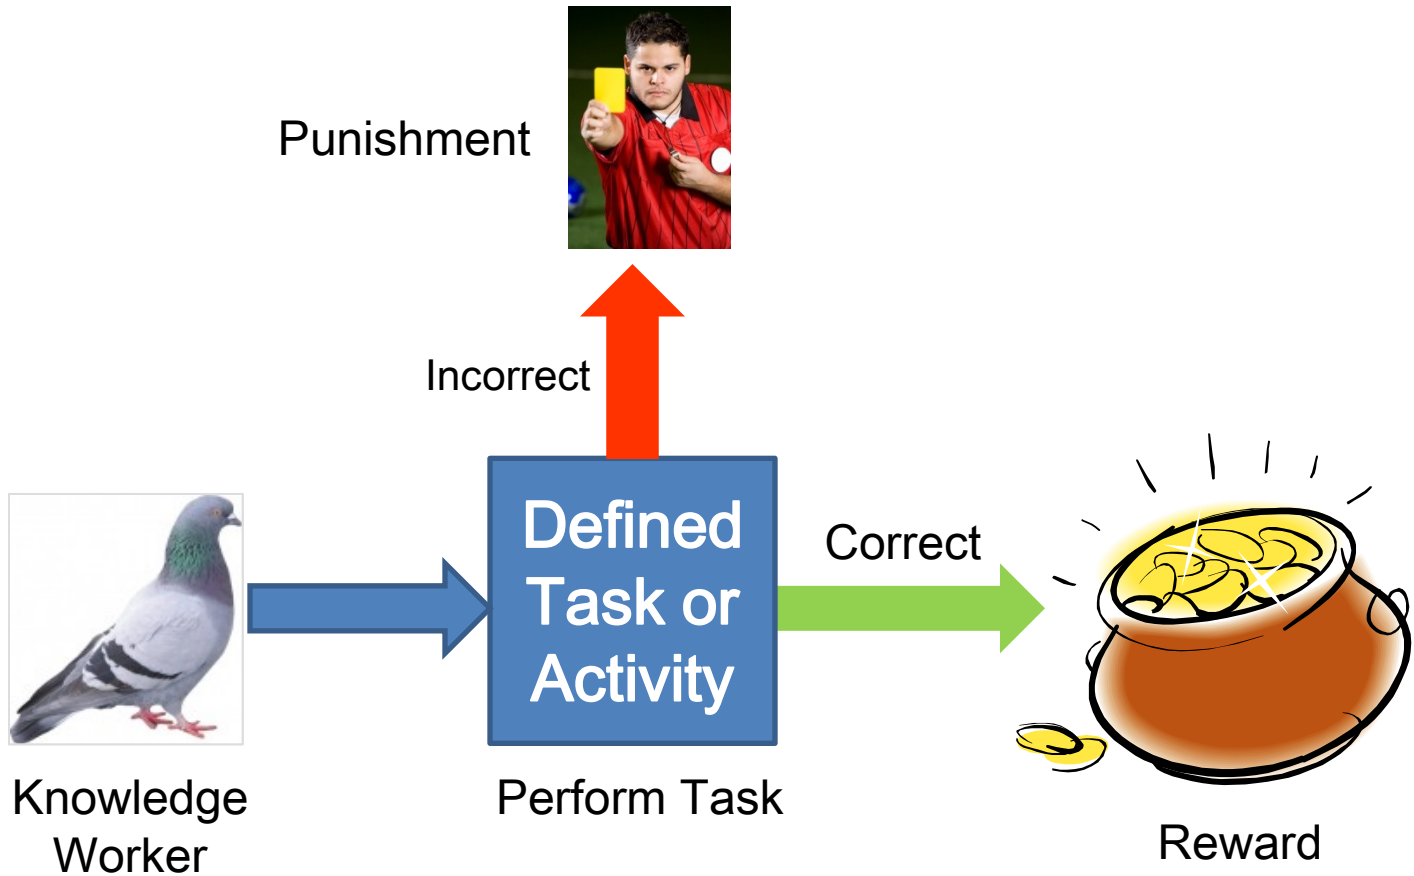 Punishment
Incorrect
Defined
Task or
Activity
Correct
Knowledge
Worker
Perform Task
Reward